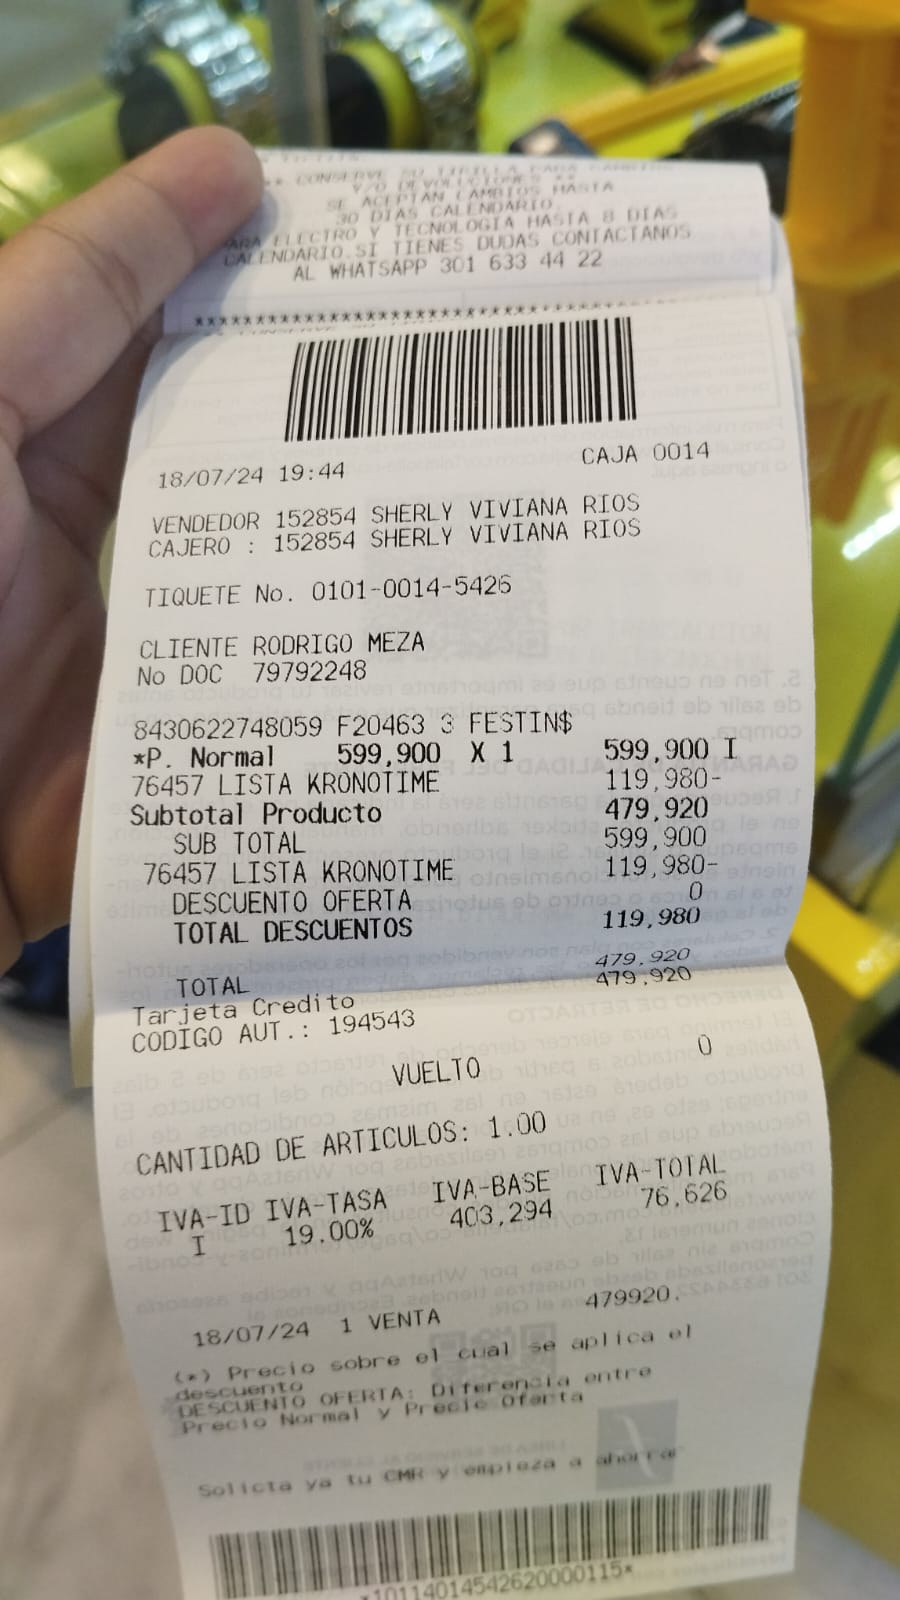 ** CONSERVE SU TIRILLA PARA CAMBIOS
Y/O DEVOLUCIONES **
SE ACEPTAN CAMBIOS HASTA
30 DIAS CALENDARIO.
PARA ELECTRO Y TECNOLOGIA HASTA 8 DIAS
CALENDARIO.SI TIENES DUDAS CONTACTANOS
AL WHATSAPP 301 633 44 22
18/07/24 19:44 CAJA 0014
VENDEDOR 152854 SHERLY VIVIANA RIOS
CAJERO : 152854 SHERLY VIVIANA RIOS
TIQUETE No. 0101-0014-5426
CLIENTE RODRIGO MEZA
No DOC 79792248
8430622748059 F20463 3 FESTIN$
*P. Normal 599,900 X 1 599,900 I
76457 LISTA KRONOTIME 119,980-
Subtotal Producto 479,920
SUB TOTAL 599,900
76457 LISTA KRONOTIME 119,980-
DESCUENTO OFERTA 0
TOTAL DESCUENTOS 119,980
TOTAL 479,920
Tarjeta Credito 479,920
CODIGO AUT.: 194543
VUELTO 0
CANTIDAD DE ARTICULOS: 1.00
IVA-ID IVA-TASA IVA-BASE IVA-TOTAL
I 19.00% 403,294 76,626
18/07/24 1 VENTA 479920.
(*) Precio sobre el cual se aplica el
descuento
DESCUENTO OFERTA: Diferencia entre
Precio Normal y Precio Oferta
Solicta ya tu CMR y empieza a ahorrar
*10114014542620000115*